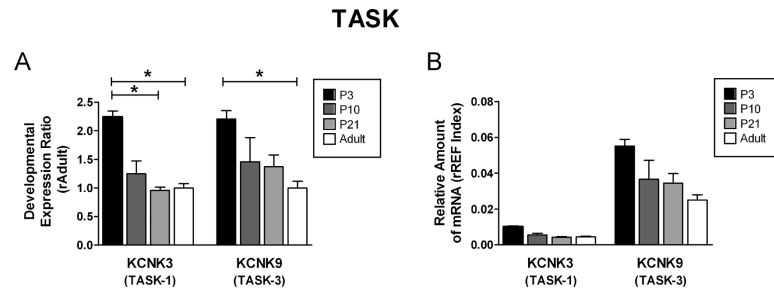 TASK
A
* *
*
P3
P10
P21
Adult
Developmental
Expression Ratio
(rAdult)
2.5
2.0
1.5
1.0
0.5
0.0
KCNK3
(TASK-1)
KCNK9
(TASK-3)
B
P3
P10
P21
Adult
Relative Amount
of mRNA (rREF Index)
0.08
0.06
0.04
0.02
0.00
KCNK3
(TASK-1)
KCNK9
(TASK-3)